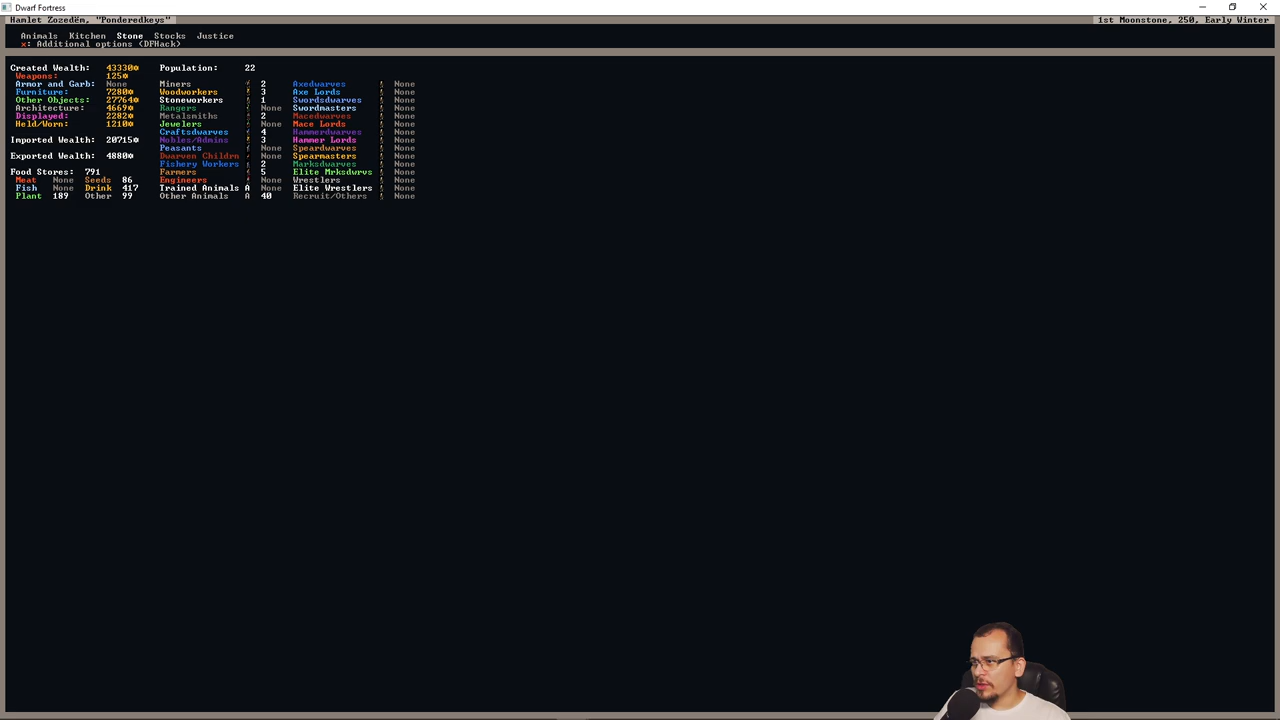 Dwarf Fortress
Hamlet Zozedëm, "Ponderedkeys" 1st Moonstone, 250, Early Winter
Animals Kitchen Stone Stocks Justice
x: Additional options (DFHack)
Created Wealth: 43330☼ Population: 22
Weapons: 125☼
Armor and Garb: None Miners 2 Axedwarves None
Furniture: 7280☼ Woodworkers 3 Axe Lords None
Other Objects: 27764☼ Stoneworkers 1 Swordsdwarves None
Architecture: 4669☼ Rangers None Swordmasters None
Displayed: 2282☼ Metalsmiths 2 Macedwarves None
Held/Worn: 1210☼ Jewelers None Mace Lords None
Craftsdwarves 4 Hammerdwarves None
Imported Wealth: 20715☼ Nobles/Admins 3 Hammer Lords None
Peasants None Speardwarves None
Exported Wealth: 4880☼ Dwarven Childrn None Spearmasters None
Fishery Workers 2 Marksdwarves None
Food Stores: 791 Farmers 5 Elite Mrksdwrvs None
Meat None Seeds 86 Engineers None Wrestlers None
Fish None Drink 417 Trained Animals A None Elite Wrestlers None
Plant 189 Other 99 Other Animals A 40 Recruit/Others None